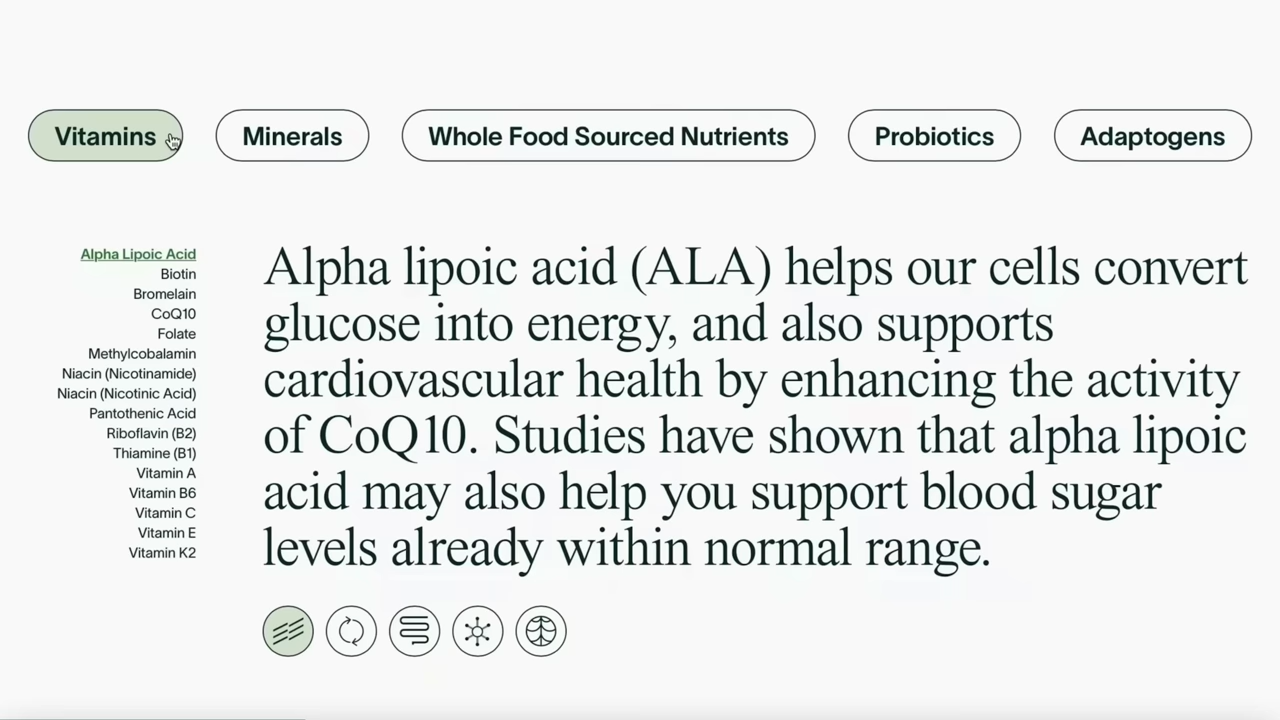 Vitamins
Minerals
Whole Food Sourced Nutrients
Probiotics
Adaptogens
Alpha Lipoic Acid
Biotin
Bromelain
CoQ10
Folate
Methylcobalamin
Niacin (Nicotinamide)
Niacin (Nicotinic Acid)
Pantothenic Acid
Riboflavin (B2)
Thiamine (B1)
Vitamin A
Vitamin B6
Vitamin C
Vitamin E
Vitamin K2
Alpha lipoic acid (ALA) helps our cells convert
glucose into energy, and also supports
cardiovascular health by enhancing the activity
of CoQ10. Studies have shown that alpha lipoic
acid may also help you support blood sugar
levels already within normal range.